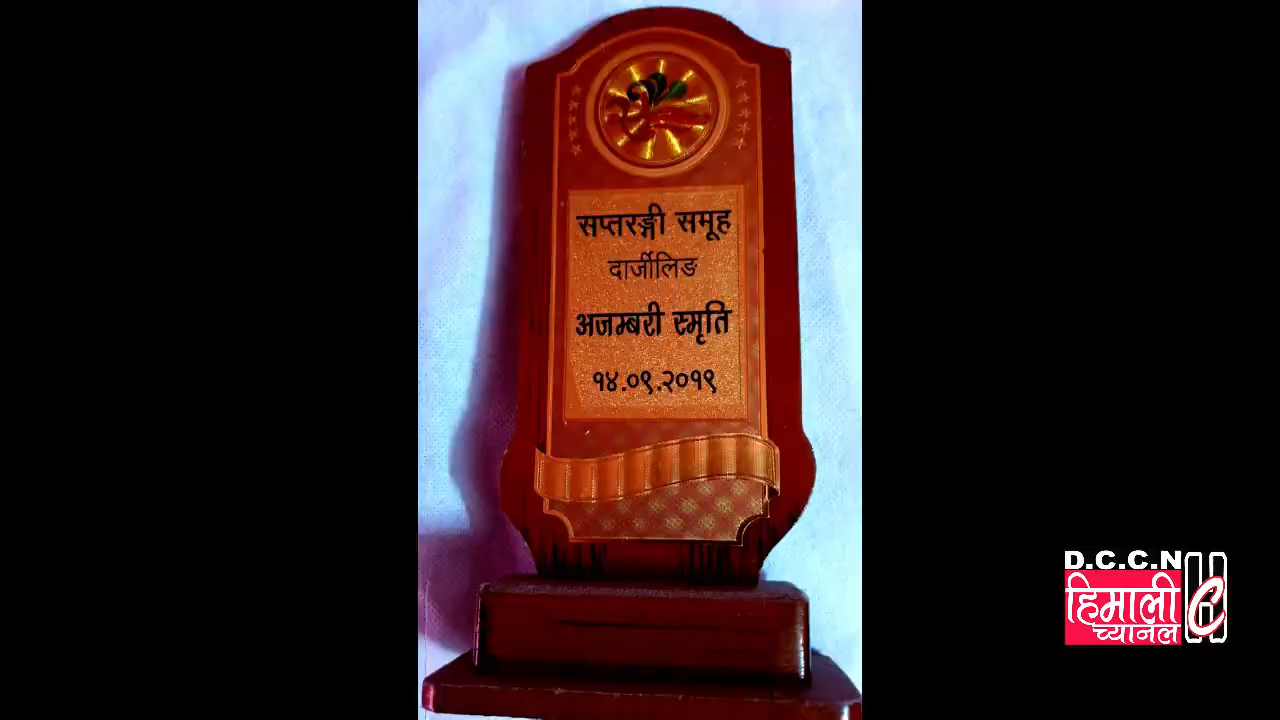 सप्तरङ्गी समूह
दार्जीलिङ
अजम्बरी स्मृति
१४.०९.२०१९
D.C.C.N
हिमाली
च्यानल